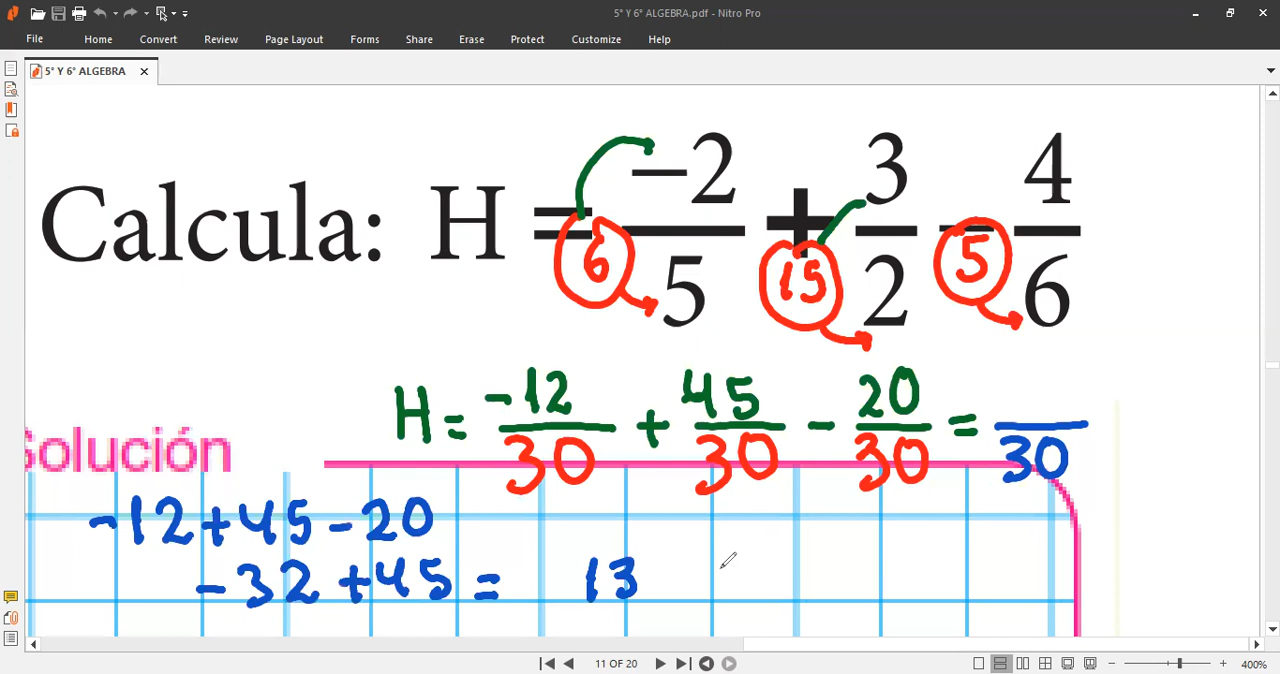 5° Y 6° ALGEBRA.pdf - Nitro Pro
File Home Convert Review Page Layout Forms Share Erase Protect Customize Help
5° Y 6° ALGEBRA
Calcula: H = -2/5 + 3/2 - 4/6
6 15 5
H = -12/30 + 45/30 - 20/30 = /30
Solución
-12+45-20
-32+45= 13
11 OF 20
400%